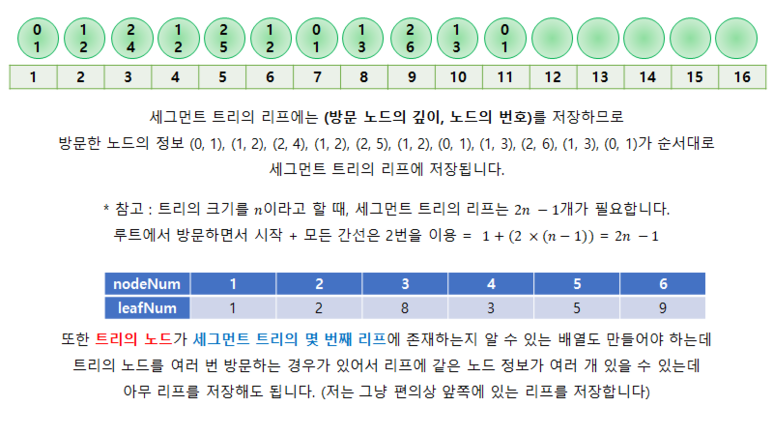 0 1 2 1 2 1 0 1 2 1 0
1 2 4 2 5 2 1 3 6 3 1
1 2 3 4 5 6 7 8 9 10 11 12 13 14 15 16
세그먼트 트리의 리프에는 (방문 노드의 깊이, 노드의 번호)를 저장하므로
방문한 노드의 정보 (0, 1), (1, 2), (2, 4), (1, 2), (2, 5), (1, 2), (0, 1), (1, 3), (2, 6), (1, 3), (0, 1)가 순서대로
세그먼트 트리의 리프에 저장됩니다.
* 참고 : 트리의 크기를 n이라고 할 때, 세그먼트 트리의 리프는 2n − 1개가 필요합니다.
루트에서 방문하면서 시작 + 모든 간선은 2번을 이용 = 1 + (2 × (n − 1)) = 2n − 1
nodeNum 1 2 3 4 5 6
leafNum 1 2 8 3 5 9
또한 트리의 노드가 세그먼트 트리의 몇 번째 리프에 존재하는지 알 수 있는 배열도 만들어야 하는데
트리의 노드를 여러 번 방문하는 경우가 있어서 리프에 같은 노드 정보가 여러 개 있을 수 있는데
아무 리프를 저장해도 됩니다. (저는 그냥 편의상 앞쪽에 있는 리프를 저장합니다)